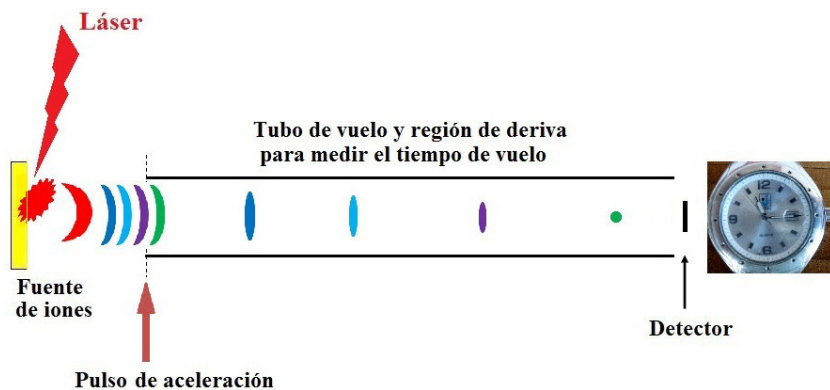 Láser
Tubo de vuelo y región de deriva
para medir el tiempo de vuelo
12
Fuente
de iones
Detector
Pulso de aceleración